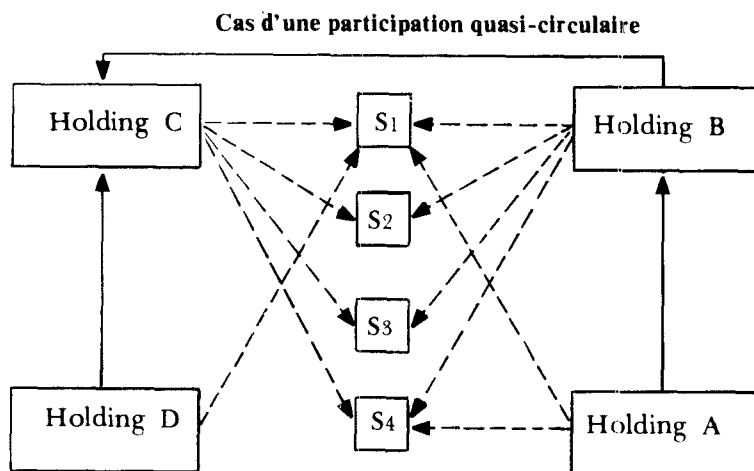 Cas d'une participation quasi-circulaire
Holding C
S1
Holding B
S2
S3
Holding D
S4
Holding A